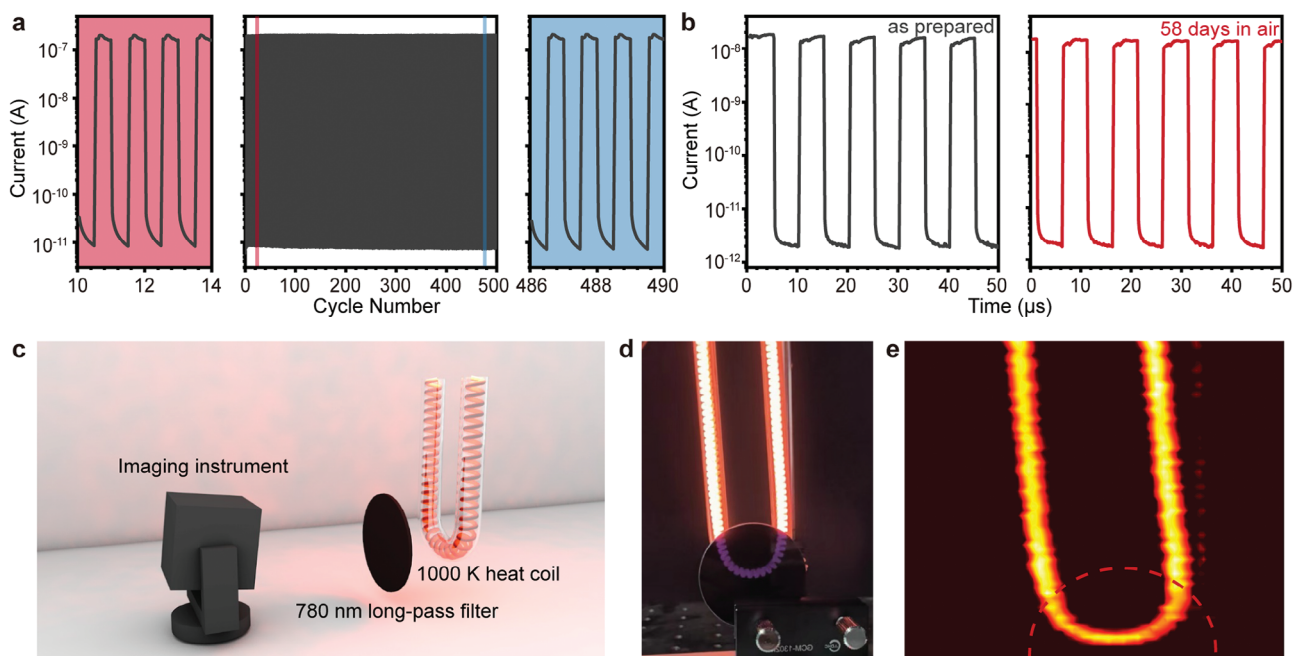 a
b
Current (A)
10⁻⁷
10⁻⁸
10⁻⁹
10⁻¹⁰
10⁻¹¹
10 12 14
0 100 200 300 400 500
486 488 490
Cycle Number
Current (A)
10⁻⁸
10⁻⁹
10⁻¹⁰
10⁻¹¹
10⁻¹²
as prepared
58 days in air
0 10 20 30 40 50
0 10 20 30 40 50
Time (μs)
c
Imaging instrument
1000 K heat coil
780 nm long-pass filter
d
e